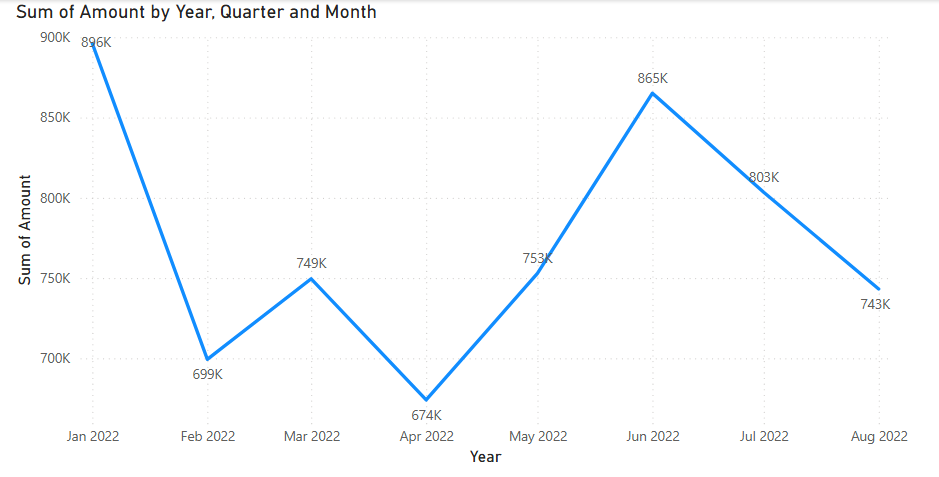 Sum of Amount by Year, Quarter and Month
900K
896K
865K
850K
803K
800K
749K
753K
750K
743K
700K
699K
674K
Sum of Amount
Jan 2022 Feb 2022 Mar 2022 Apr 2022 May 2022 Jun 2022 Jul 2022 Aug 2022
Year